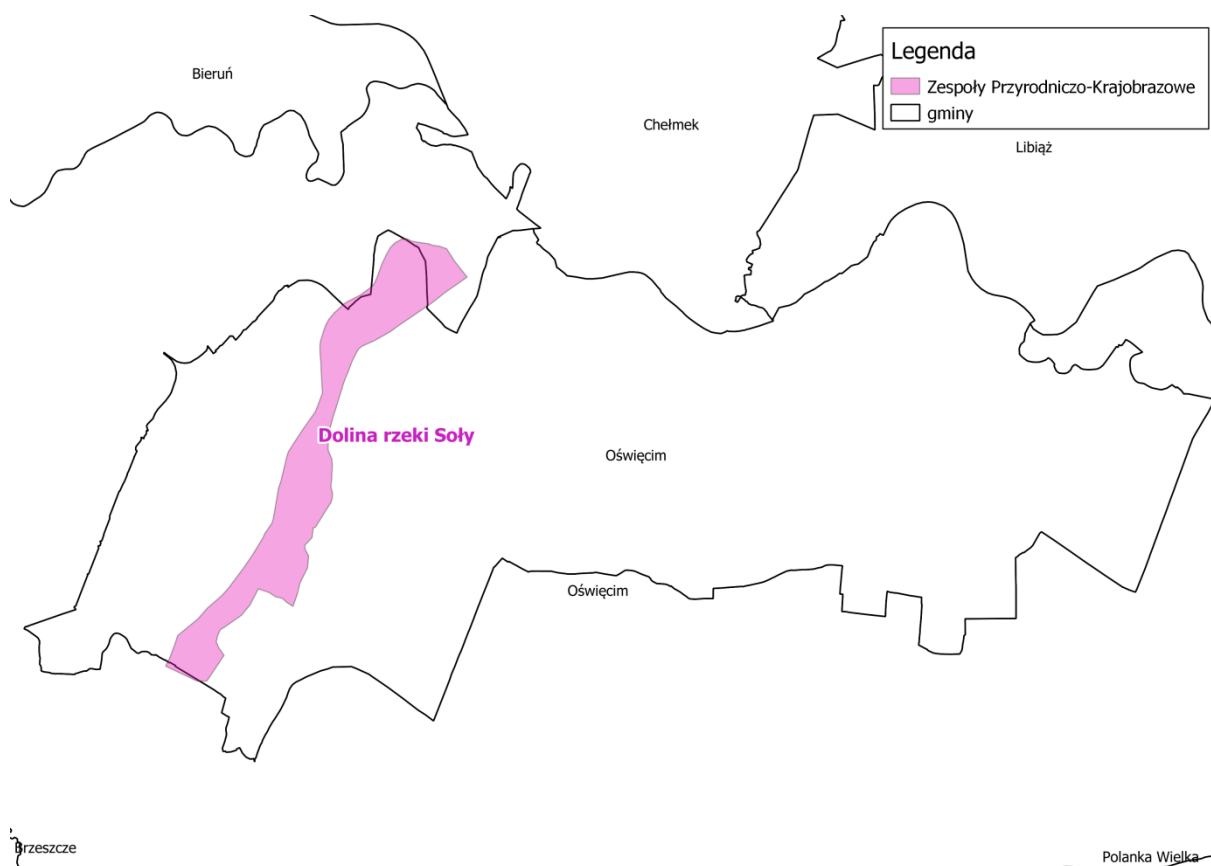 Legenda
Zespoły Przyrodniczo-Krajobrazowe
gminy
Bieruń
Chełmek
Libiąż
Dolina rzeki Soły
Oświęcim
Oświęcim
Brzeszcze
Polanka Wielka